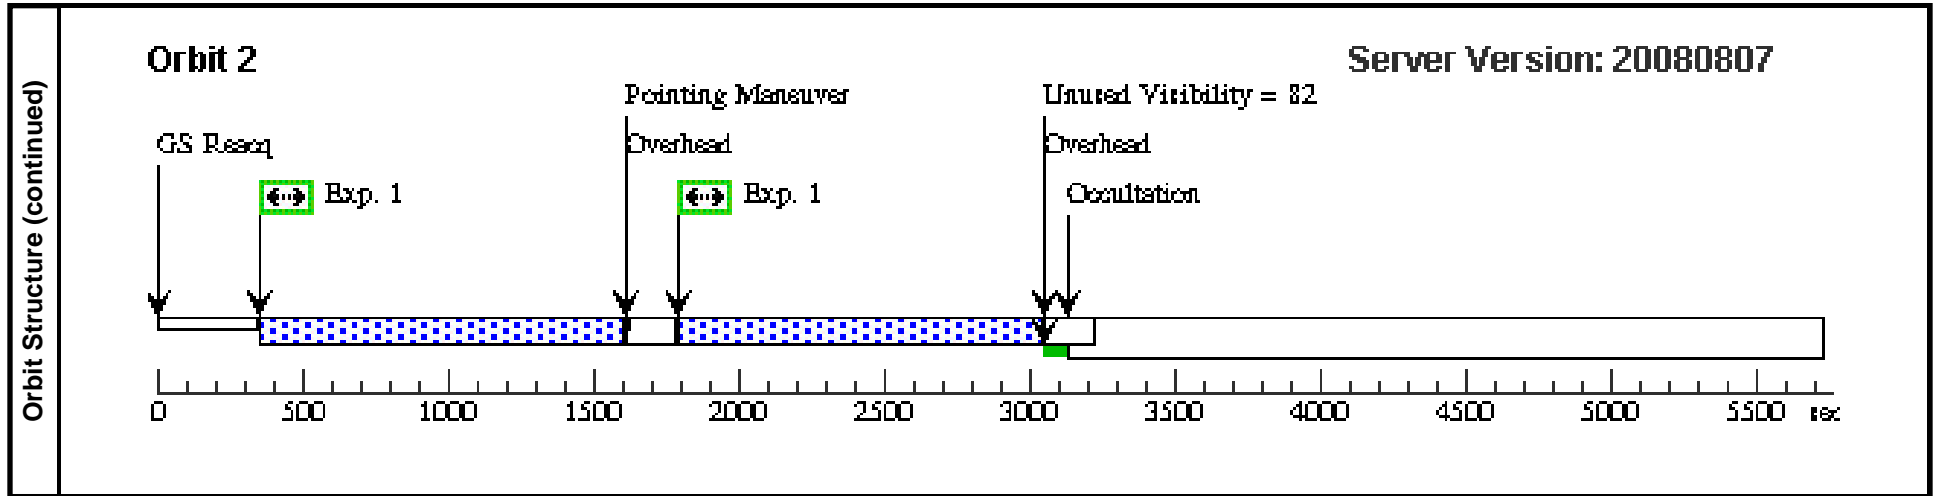 Orbit Structure (continued)
Orbit 2
Server Version: 20080807
Pointing Maneuver
Unused Visibility = 82
GS Reacq
Overhead
Overhead
Exp. 1
Exp. 1
Occultation
0 500 1000 1500 2000 2500 3000 3500 4000 4500 5000 5500 sec